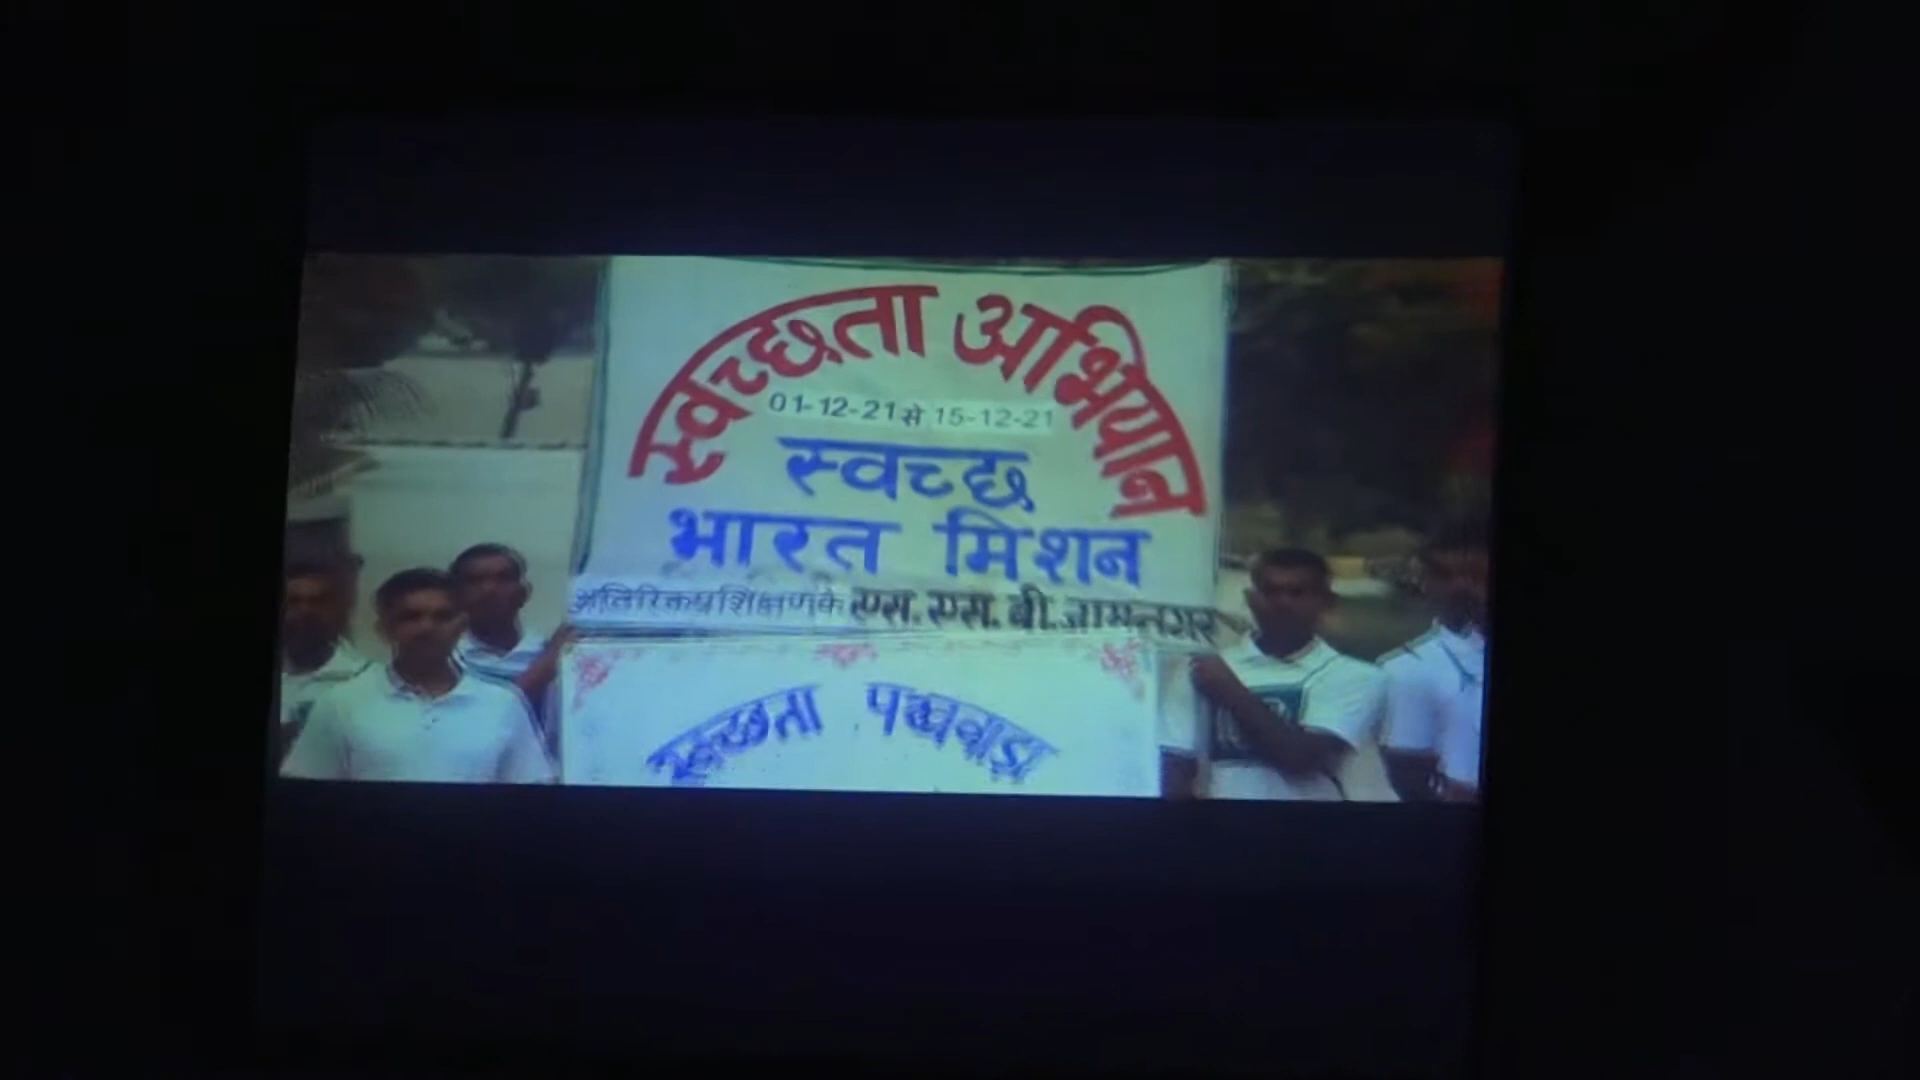 स्वच्छता अभियान
01-12-21 से 15-12-21
स्वच्छ
भारत मिशन
अतिरिक्त प्रशिक्षण के एस. एस. बी. जामनगर
स्वच्छता पखवाड़ा